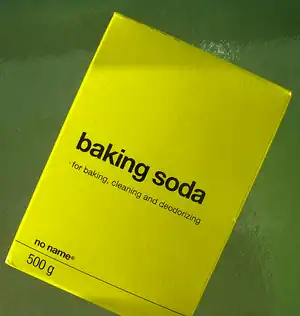 baking soda
for baking, cleaning and deodorizing
no name®
500 g